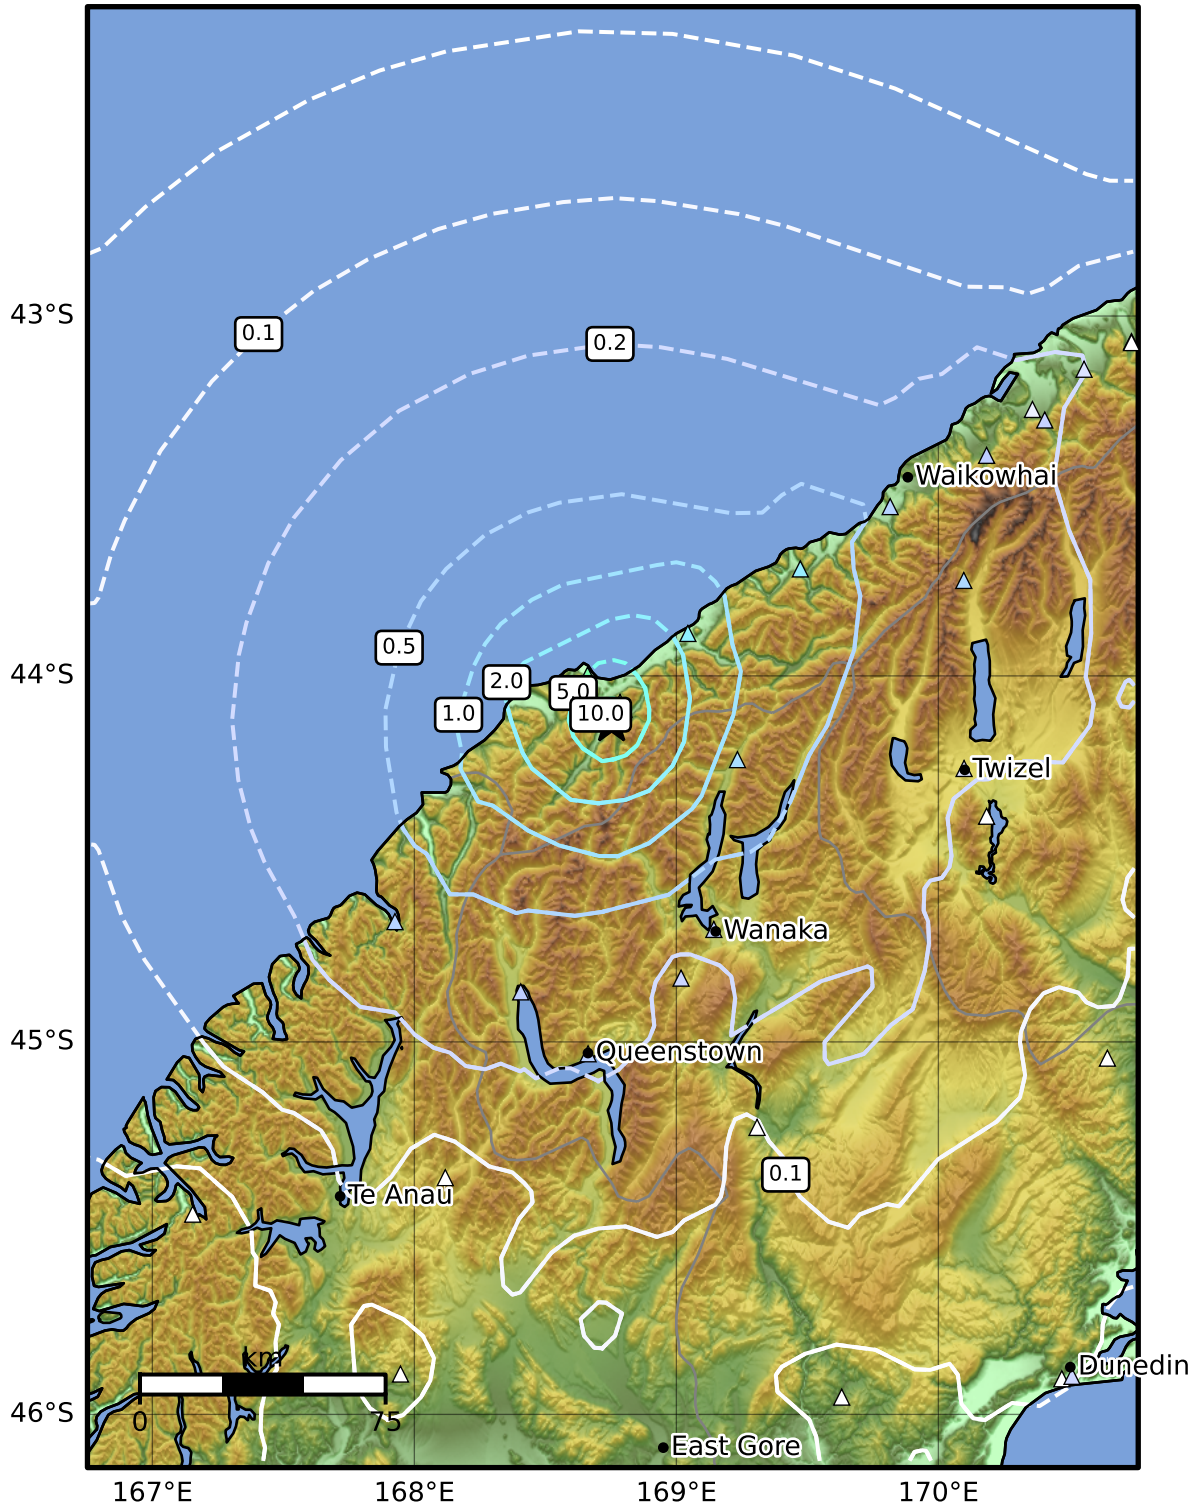 43°S
0.1
0.2
Waikowhai
0.5
44°S
2.0
5.0
1.0
10.0
Twizel
Wanaka
45°S
Queenstown
0.1
Te Anau
km
0
75
Dunedin
46°S
East Gore
167°E
168°E
169°E
170°E